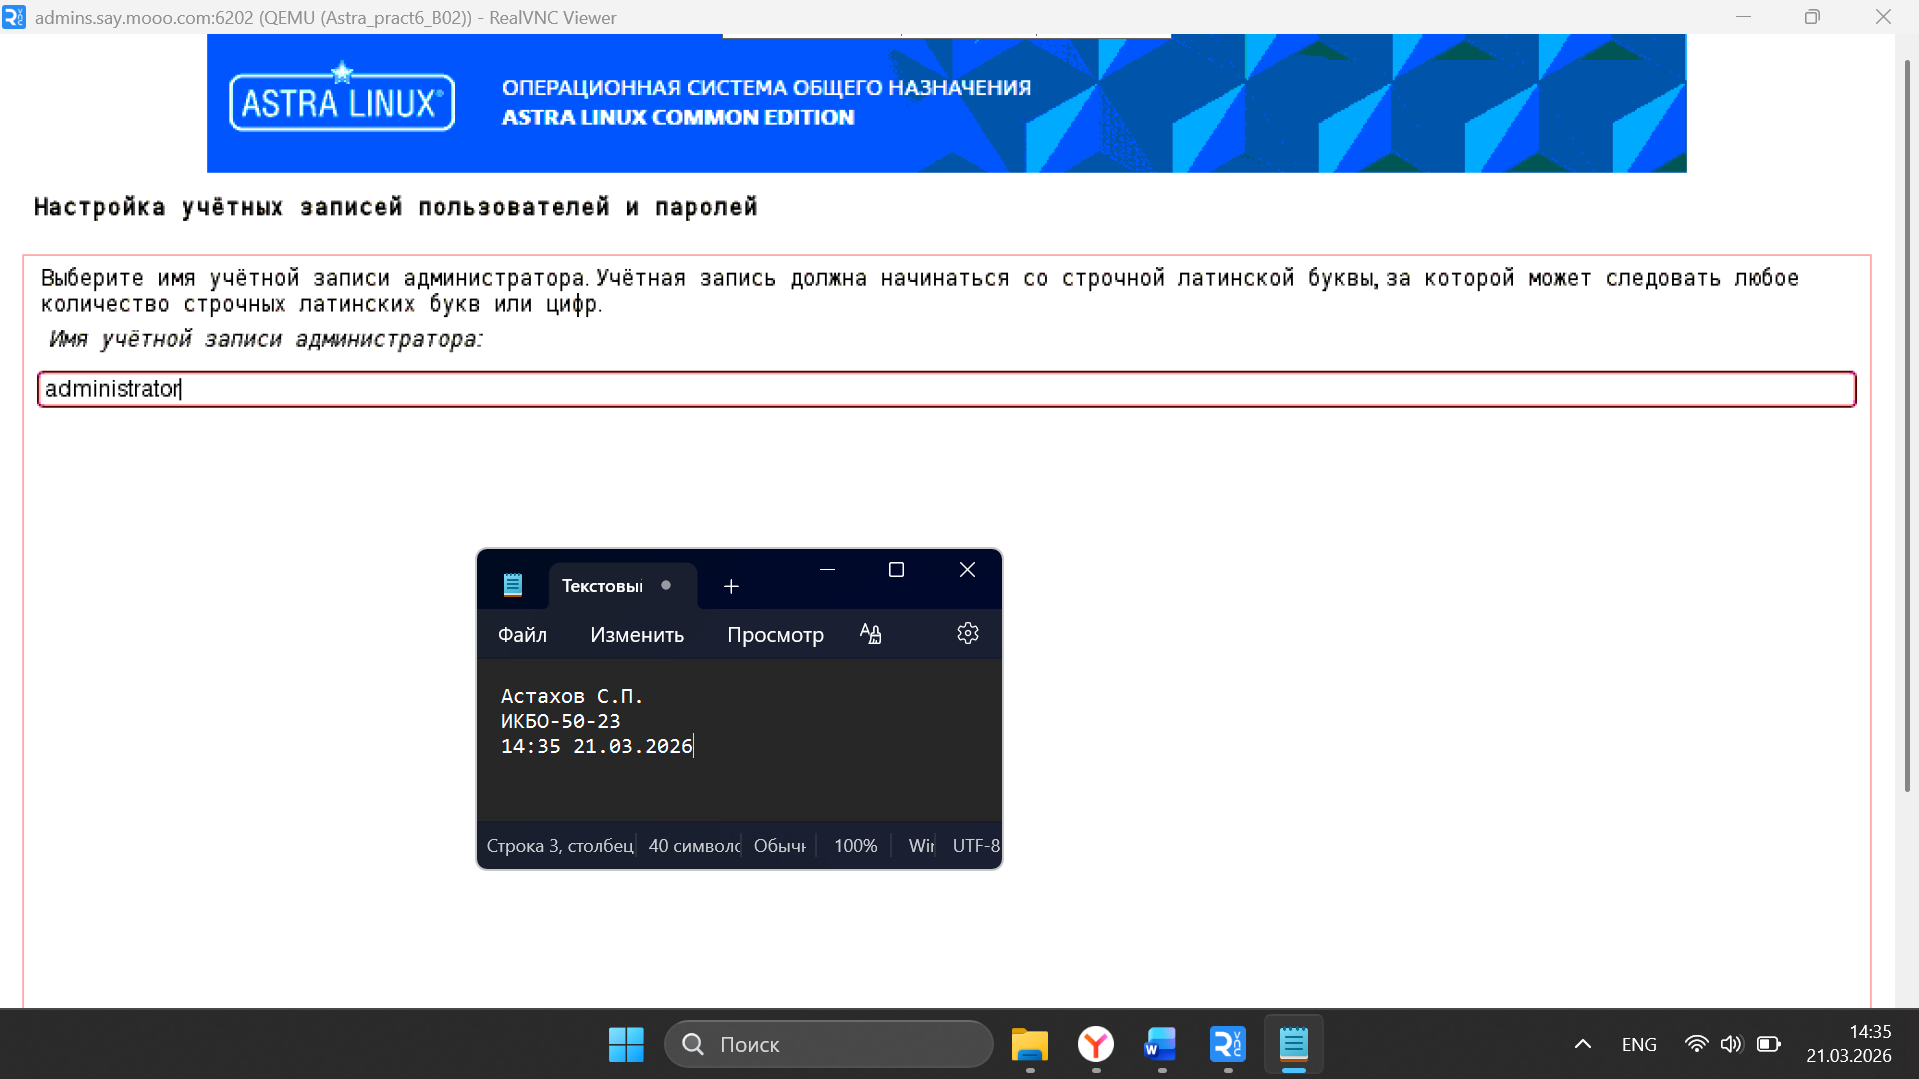 admins.say.mooo.com:6202 (QEMU (Astra_pract6_B02)) - RealVNC Viewer
ASTRA LINUX®
ОПЕРАЦИОННАЯ СИСТЕМА ОБЩЕГО НАЗНАЧЕНИЯ
ASTRA LINUX COMMON EDITION
Настройка учётных записей пользователей и паролей
Выберите имя учётной записи администратора. Учётная запись должна начинаться со строчной латинской буквы, за которой может следовать любое
количество строчных латинских букв или цифр.
Имя учётной записи администратора:
administrator
Текстовый
Файл Изменить Просмотр
Астахов С.П.
ИКБО-50-23
14:35 21.03.2026
Строка 3, столбец 40 символо Обычн 100% Win UTF-8
Поиск
ENG
14:35
21.03.2026